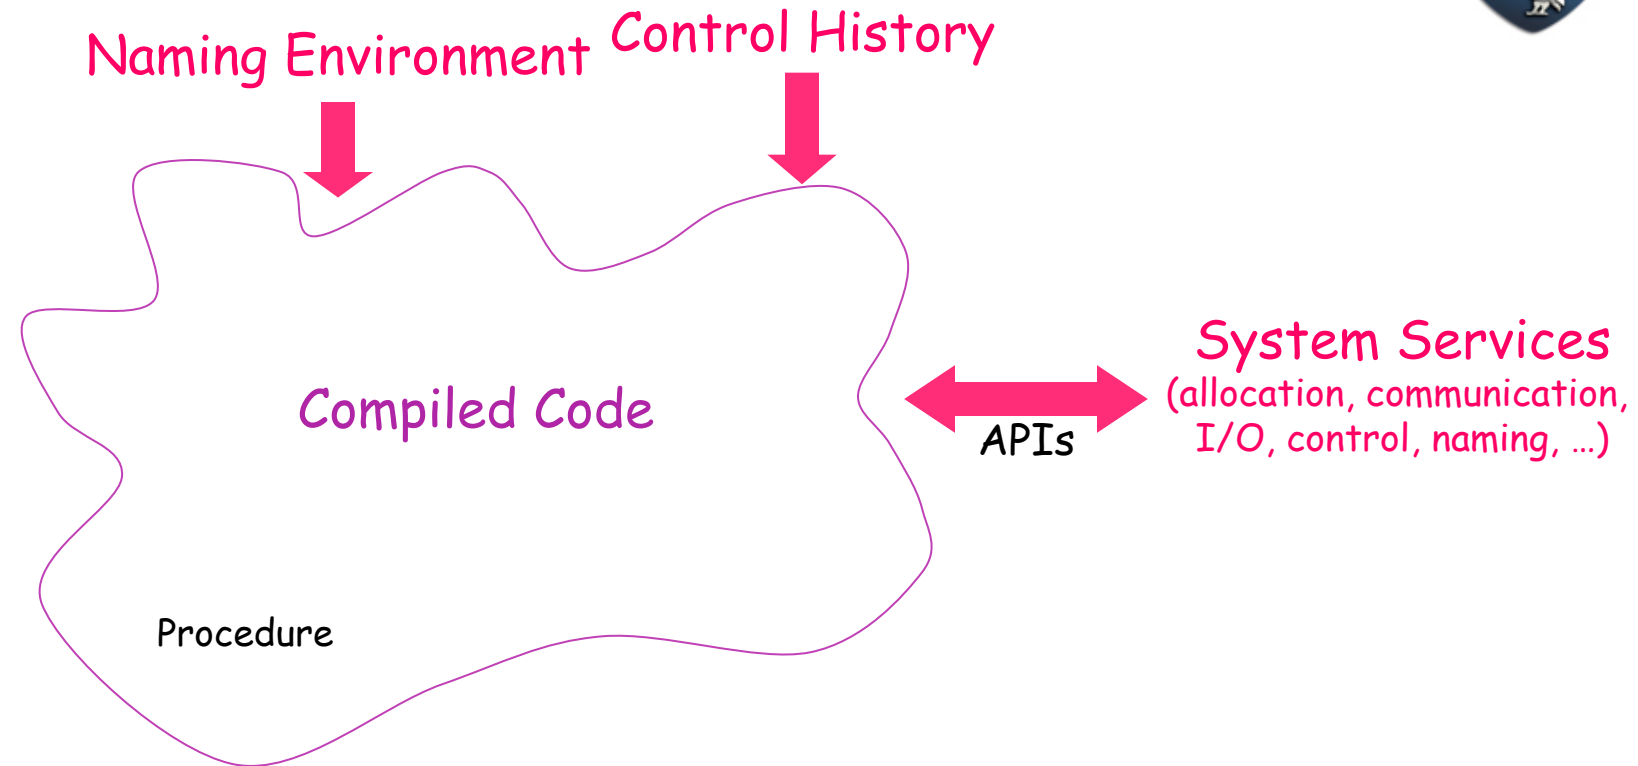 Naming Environment
Control History
Compiled Code
System Services
(allocation, communication,
I/O, control, naming, …)
APIs
Procedure